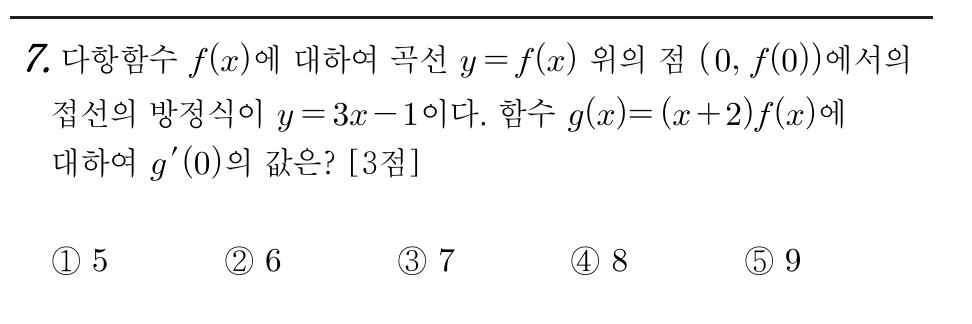 7. 다항함수 f(x)에 대하여 곡선 y=f(x) 위의 점 (0, f(0))에서의
접선의 방정식이 y=3x-1이다. 함수 g(x)=(x+2)f(x)에
대하여 g′(0)의 값은? [3점]
① 5 ② 6 ③ 7 ④ 8 ⑤ 9